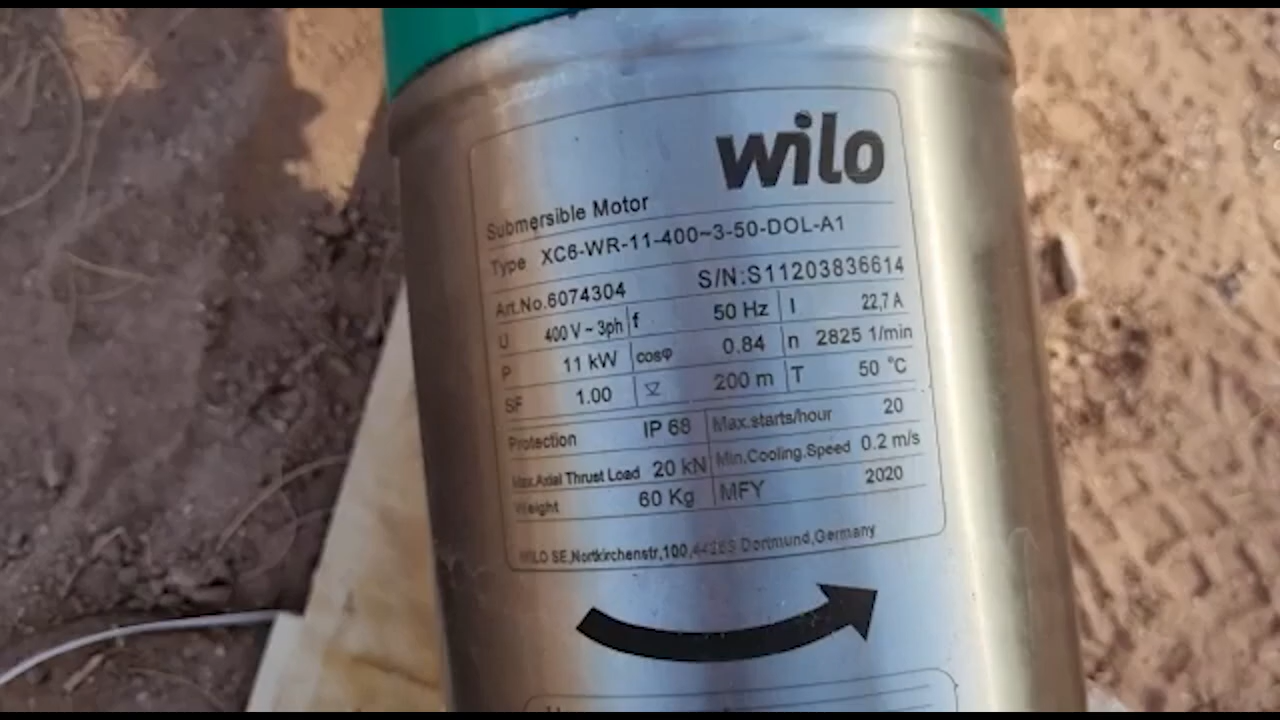 wilo
Submersible Motor
Type XC6-WR-11-400~3-50-DOL-A1
Art.No.6074304 S/N:S11203836614
U 400 V ~ 3ph f 50 Hz I 22,7 A
P 11 kW cosφ 0.84 n 2825 1/min
SF 1.00 200 m T 50 °C
Protection IP 68 Max.starts/hour 20
Max.Axial Thrust Load 20 kN Min.Cooling.Speed 0.2 m/s
Weight 60 Kg MFY 2020
WILO SE,Nortkirchenstr,100, Dortmund,Germany